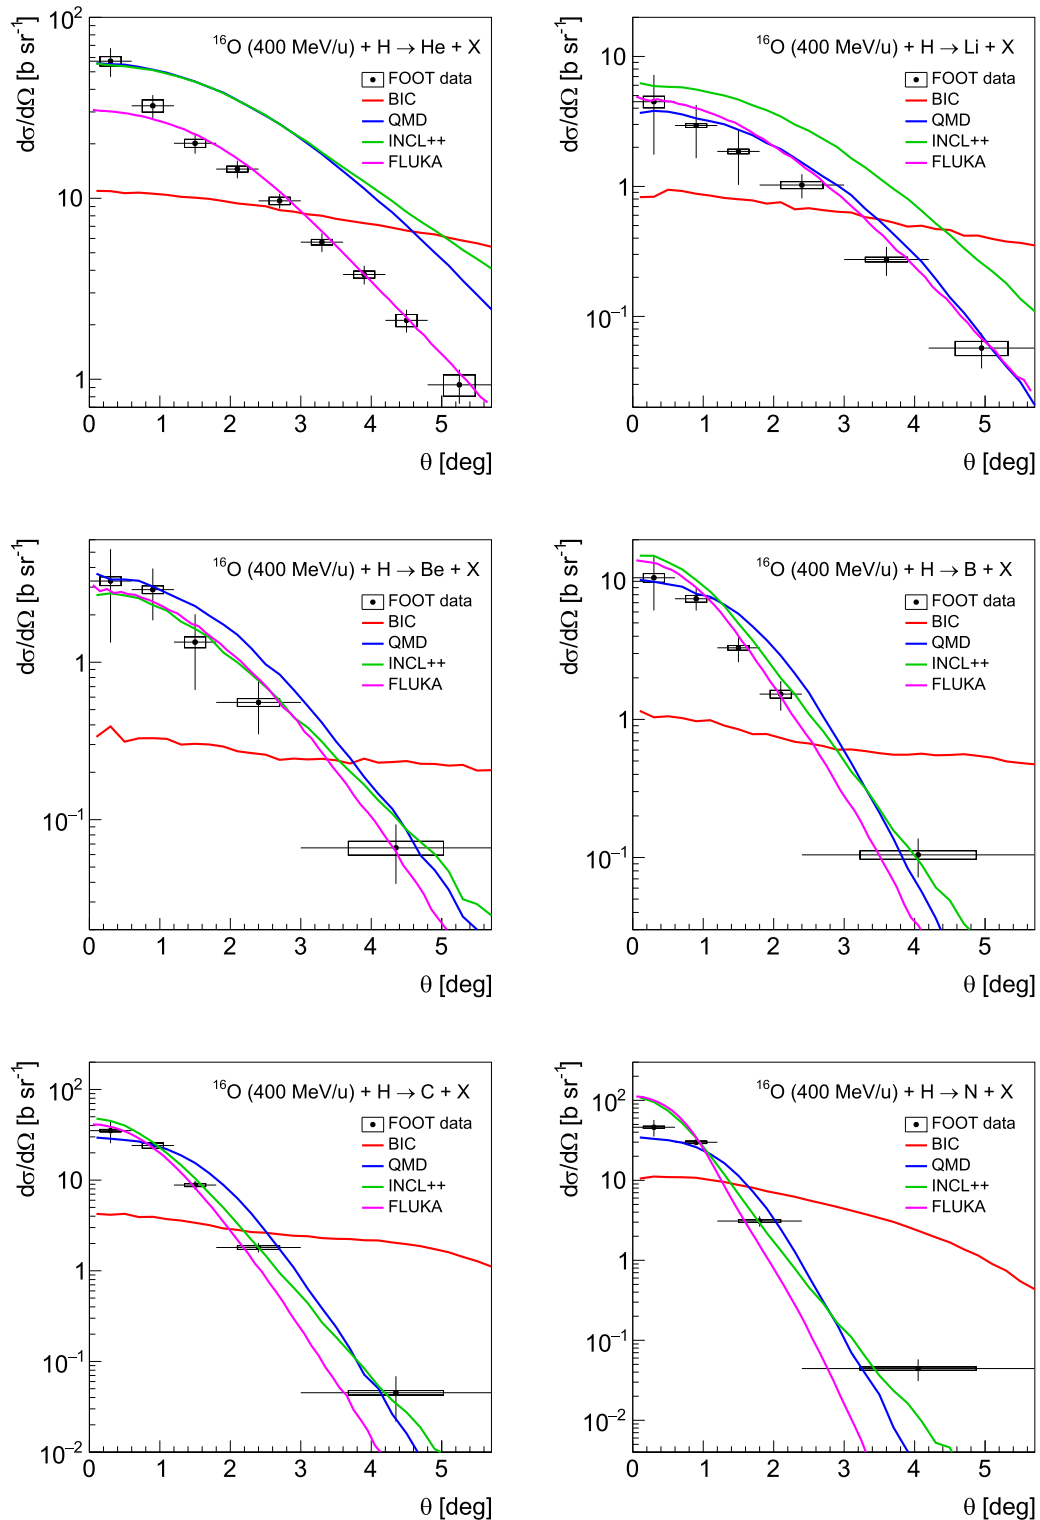 dσ/dΩ [b sr⁻¹]
¹⁶O (400 MeV/u) + H → He + X
FOOT data
BIC
QMD
INCL++
FLUKA
10²
10
1
0 1 2 3 4 5
θ [deg]
dσ/dΩ [b sr⁻¹]
¹⁶O (400 MeV/u) + H → Li + X
FOOT data
BIC
QMD
INCL++
FLUKA
10
1
10⁻¹
0 1 2 3 4 5
θ [deg]
dσ/dΩ [b sr⁻¹]
¹⁶O (400 MeV/u) + H → Be + X
FOOT data
BIC
QMD
INCL++
FLUKA
1
10⁻¹
0 1 2 3 4 5
θ [deg]
dσ/dΩ [b sr⁻¹]
¹⁶O (400 MeV/u) + H → B + X
FOOT data
BIC
QMD
INCL++
FLUKA
10
1
10⁻¹
0 1 2 3 4 5
θ [deg]
dσ/dΩ [b sr⁻¹]
¹⁶O (400 MeV/u) + H → C + X
FOOT data
BIC
QMD
INCL++
FLUKA
10²
10
1
10⁻¹
10⁻²
0 1 2 3 4 5
θ [deg]
dσ/dΩ [b sr⁻¹]
¹⁶O (400 MeV/u) + H → N + X
FOOT data
BIC
QMD
INCL++
FLUKA
10²
10
1
10⁻¹
10⁻²
0 1 2 3 4 5
θ [deg]